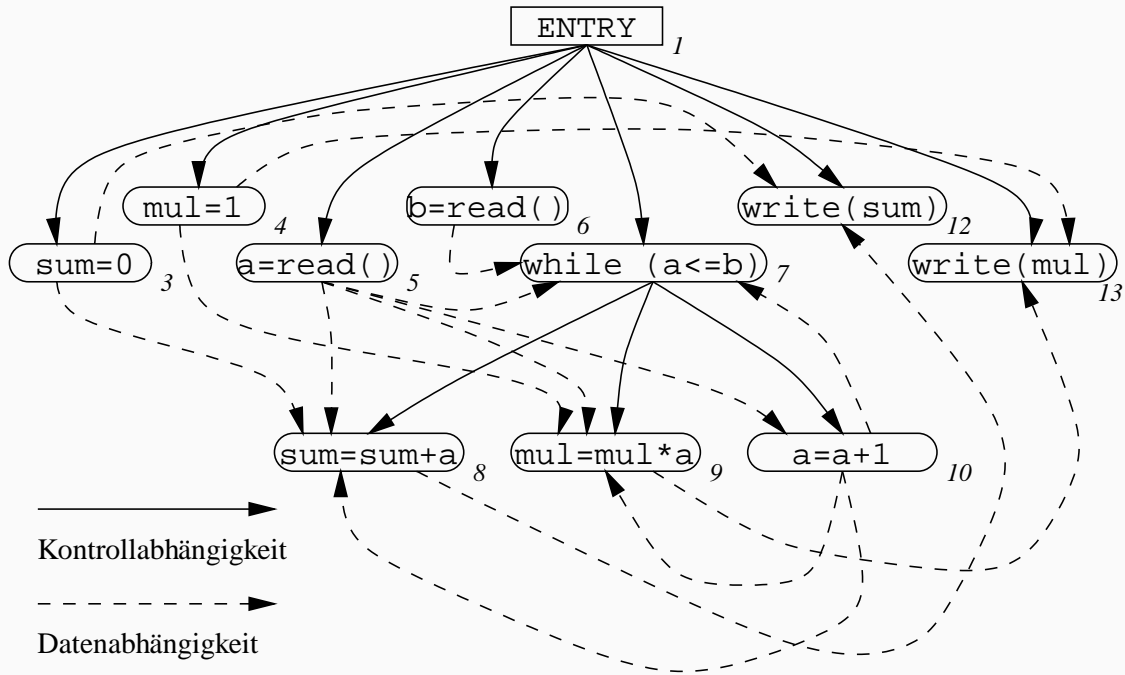 ENTRY
1
mul=1
4
b=read()
6
write(sum)
12
sum=0
3
a=read()
5
while (a<=b)
7
write(mul)
13
sum=sum+a
8
mul=mul*a
9
a=a+1
10
Kontrollabhängigkeit
Datenabhängigkeit